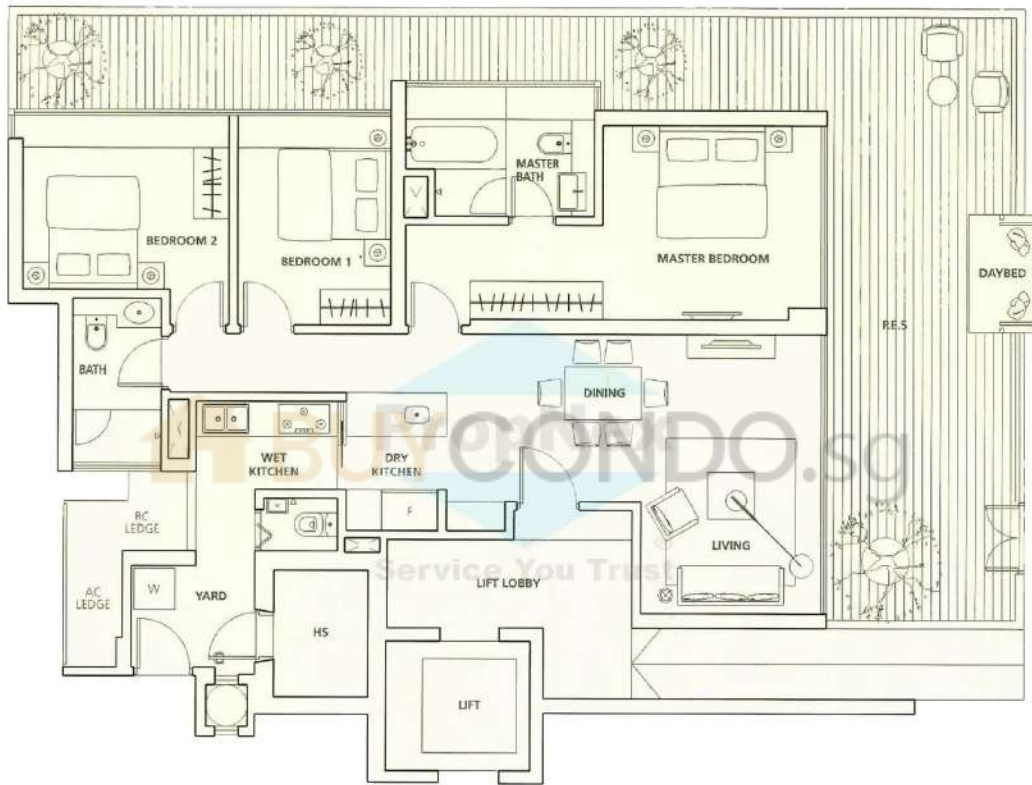 MASTER
BATH
BEDROOM 2
BEDROOM 1
MASTER BEDROOM
DAYBED
P.E.S
BATH
DINING
BUYCONDO.sg
WET
KITCHEN
DRY
KITCHEN
F
RC
LEDGE
LIVING
Service You Trust
LIFT LOBBY
AC
LEDGE
W
YARD
HS
LIFT